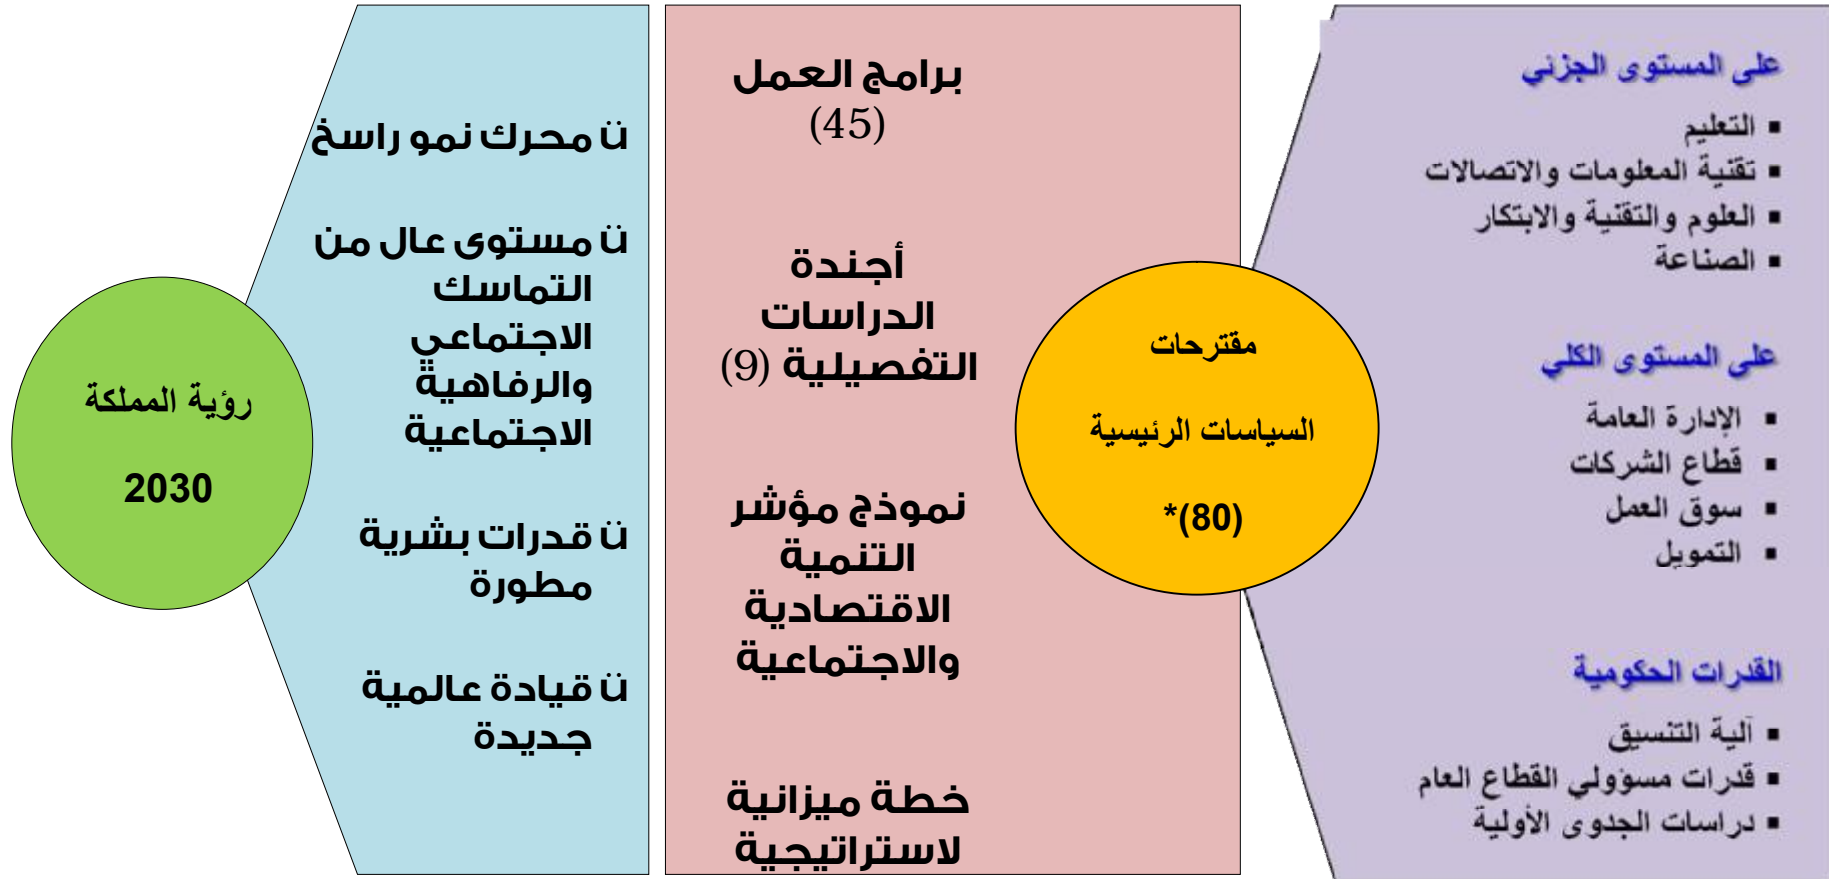 على المستوى الجزئي
▪ التعليم
▪ تقنية المعلومات والاتصالات
▪ العلوم والتقنية والابتكار
▪ الصناعة
على المستوى الكلي
▪ الإدارة العامة
▪ قطاع الشركات
▪ سوق العمل
▪ التمويل
القدرات الحكومية
▪ آلية التنسيق
▪ قدرات مسؤولي القطاع العام
▪ دراسات الجدوى الأولية
مقترحات
السياسات الرئيسية
(80)*
برامج العمل
(45)
أجندة
الدراسات
التفصيلية (9)
نموذج مؤشر
التنمية
الاقتصادية
والاجتماعية
خطة ميزانية
لاستراتيجية
ü محرك نمو راسخ
ü مستوى عال من
التماسك
الاجتماعي
والرفاهية
الاجتماعية
ü قدرات بشرية
مطورة
ü قيادة عالمية
جديدة
رؤية المملكة
2030